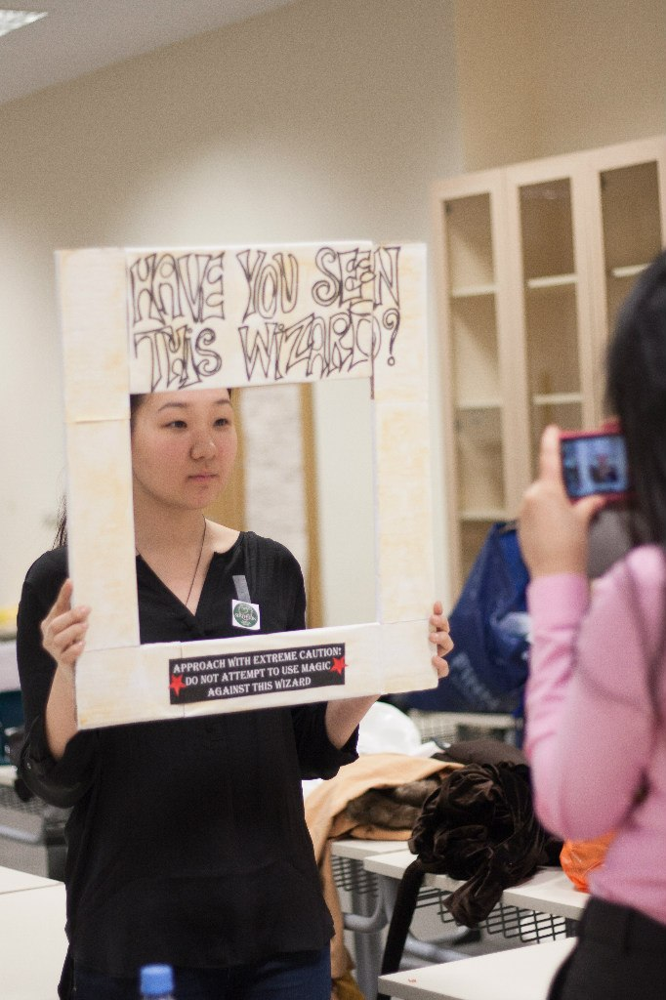 HAVE YOU SEEN
THIS WIZARD?
APPROACH WITH EXTREME CAUTION!
DO NOT ATTEMPT TO USE MAGIC
AGAINST THIS WIZARD